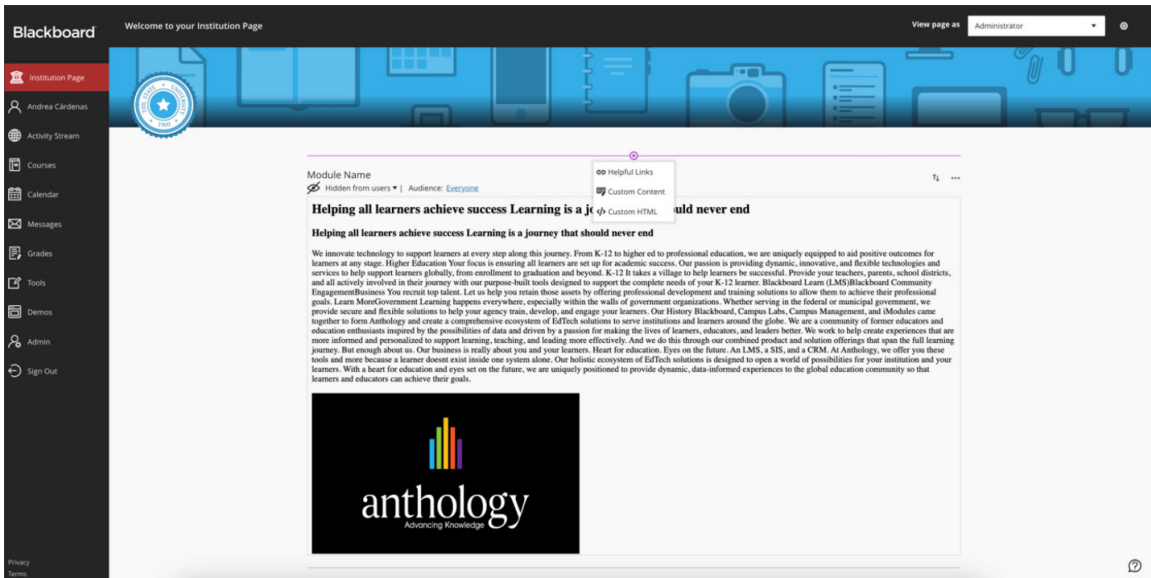 Blackboard
Welcome to your Institution Page
View page as
Administrator
Institution Page
Andrea Cárdenas
Activity Stream
Courses
Calendar
Messages
Grades
Tools
Demos
Admin
Sign Out
Privacy
Terms
THE STATE UNIVERSITY
1902
Helpful Links
Custom Content
Custom HTML
Module Name
Hidden from users | Audience: Everyone
Helping all learners achieve success Learning is a jo uld never end
Helping all learners achieve success Learning is a journey that should never end
We innovate technology to support learners at every step along this journey. From K-12 to higher ed to professional education, we are uniquely equipped to aid positive outcomes for
learners at any stage. Higher Education Your focus is ensuring all learners are set up for academic success. Our passion is providing dynamic, innovative, and flexible technologies and
services to help support learners globally, from enrollment to graduation and beyond. K-12 It takes a village to help learners be successful. Provide your teachers, parents, school districts,
and all actively involved in their journey with our purpose-built tools designed to support the complete needs of your K-12 learner. Blackboard Learn (LMS)Blackboard Community
EngagementBusiness You recruit top talent. Let us help you retain those assets by offering professional development and training solutions to allow them to achieve their professional
goals. Learn MoreGovernment Learning happens everywhere, especially within the walls of government organizations. Whether serving in the federal or municipal government, we
provide secure and flexible solutions to help your agency train, develop, and engage your learners. Our History Blackboard, Campus Labs, Campus Management, and iModules came
together to form Anthology and create a comprehensive ecosystem of EdTech solutions to serve institutions and learners around the globe. We are a community of former educators and
education enthusiasts inspired by the possibilities of data and driven by a passion for making the lives of learners, educators, and leaders better. We work to help create experiences that are
more informed and personalized to support learning, teaching, and leading more effectively. And we do this through our combined product and solution offerings that span the full learning
journey. But enough about us. Our business is really about you and your learners. Heart for education. Eyes on the future. An LMS, a SIS, and a CRM. At Anthology, we offer you these
tools and more because a learner doesnt exist inside one system alone. Our holistic ecosystem of EdTech solutions is designed to open a world of possibilities for your institution and your
learners. With a heart for education and eyes set on the future, we are uniquely positioned to provide dynamic, data-informed experiences to the global education community so that
learners and educators can achieve their goals.
anthology
Advancing Knowledge